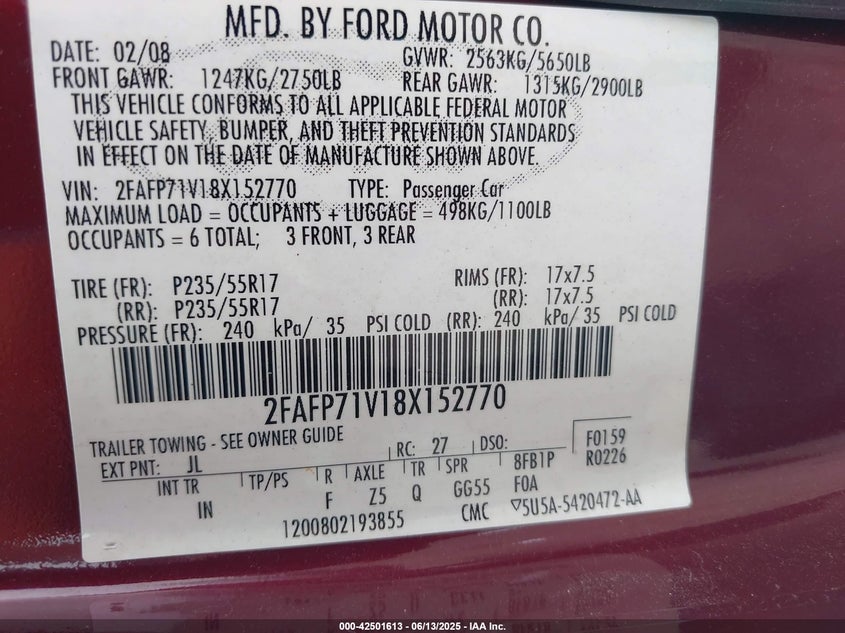 MFD. BY FORD MOTOR CO.
DATE: 02/08 GVWR: 2563KG/5650LB
FRONT GAWR: 1247KG/2750LB REAR GAWR: 1315KG/2900LB
THIS VEHICLE CONFORMS TO ALL APPLICABLE FEDERAL MOTOR
VEHICLE SAFETY, BUMPER, AND THEFT PREVENTION STANDARDS
IN EFFECT ON THE DATE OF MANUFACTURE SHOWN ABOVE.
VIN: 2FAFP71V18X152770 TYPE: Passenger Car
MAXIMUM LOAD = OCCUPANTS + LUGGAGE = 498KG/1100LB
OCCUPANTS = 6 TOTAL; 3 FRONT, 3 REAR
TIRE (FR): P235/55R17 RIMS (FR): 17x7.5
(RR): P235/55R17 (RR): 17x7.5
PRESSURE (FR): 240 kPa/ 35 PSI COLD (RR): 240 kPa/ 35 PSI COLD
2FAFP71V18X152770
TRAILER TOWING - SEE OWNER GUIDE
EXT PNT: JL RC: 27 DSO: F0159
INT TR TP/PS R AXLE TR SPR 8FB1P R0226
IN F Z5 Q GG55 F0A
1200802193855 CMC ▽5U5A-5420472-AA
000-42501613 - 06/13/2025 - IAA Inc.